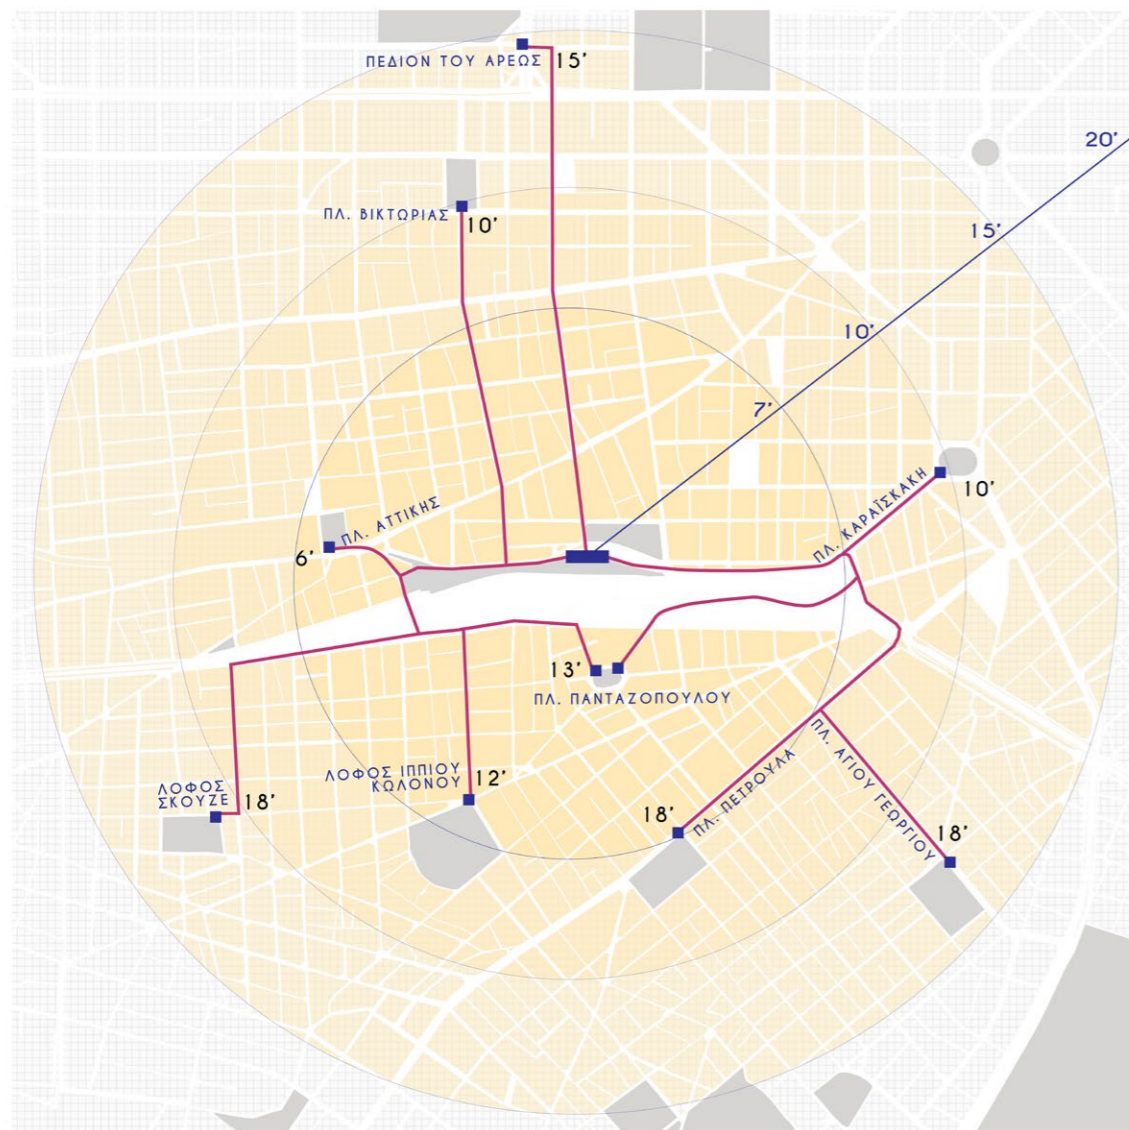 ΠΕΔΙΟΝ ΤΟΥ ΑΡΕΩΣ
15'
20'
ΠΛ. ΒΙΚΤΩΡΙΑΣ
10'
15'
10'
7'
ΠΛ. ΑΤΤΙΚΗΣ
6'
ΠΛ. ΚΑΡΑΪΣΚΑΚΗ
10'
13'
ΠΛ. ΠΑΝΤΑΖΟΠΟΥΛΟΥ
ΛΟΦΟΣ
ΣΚΟΥΖΕ
18'
ΛΟΦΟΣ ΙΠΠΙΟΥ
ΚΩΛΟΝΟΥ
12'
18'
ΠΛ. ΠΕΤΡΟΥΛΑ
ΠΛ. ΑΓΙΟΥ ΓΕΩΡΓΙΟΥ
18'